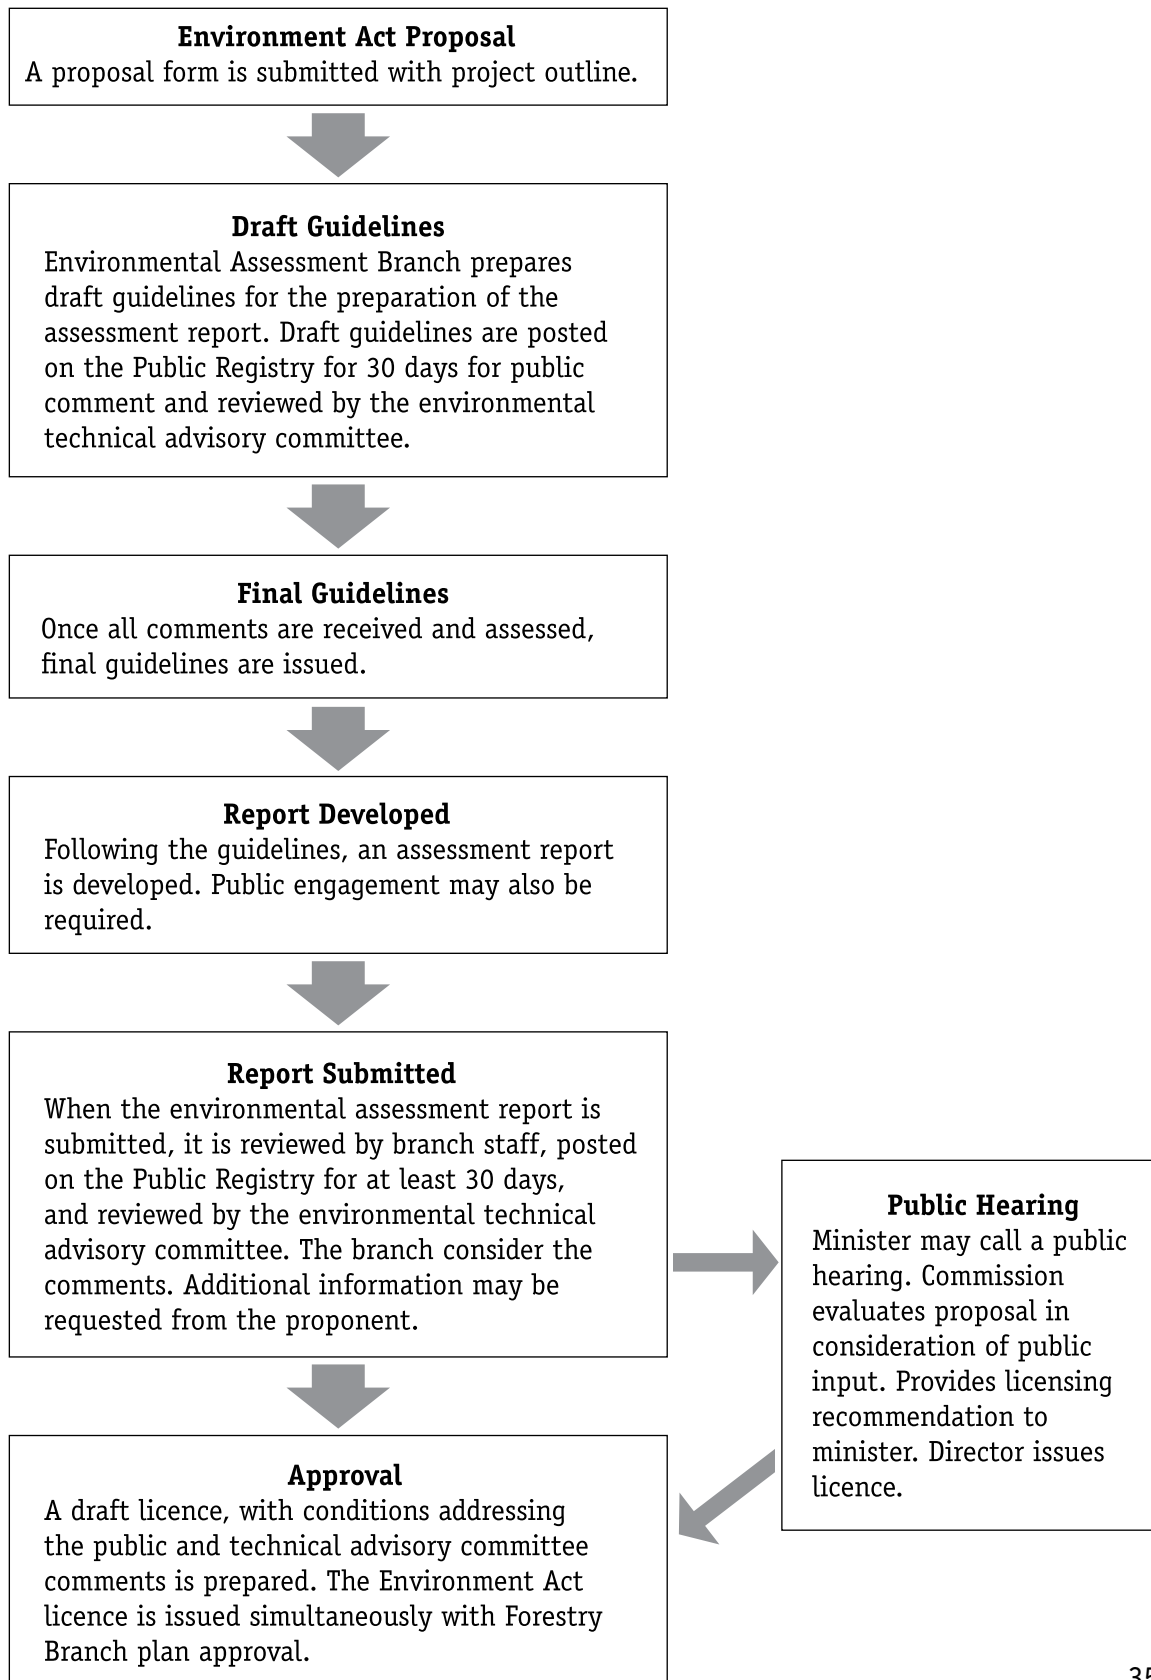 Environment Act Proposal
A proposal form is submitted with project outline.
Draft Guidelines
Environmental Assessment Branch prepares
draft guidelines for the preparation of the
assessment report. Draft guidelines are posted
on the Public Registry for 30 days for public
comment and reviewed by the environmental
technical advisory committee.
Final Guidelines
Once all comments are received and assessed,
final guidelines are issued.
Report Developed
Following the guidelines, an assessment report
is developed. Public engagement may also be
required.
Report Submitted
When the environmental assessment report is
submitted, it is reviewed by branch staff, posted
on the Public Registry for at least 30 days,
and reviewed by the environmental technical
advisory committee. The branch consider the
comments. Additional information may be
requested from the proponent.
Public Hearing
Minister may call a public
hearing. Commission
evaluates proposal in
consideration of public
input. Provides licensing
recommendation to
minister. Director issues
licence.
Approval
A draft licence, with conditions addressing
the public and technical advisory committee
comments is prepared. The Environment Act
licence is issued simultaneously with Forestry
Branch plan approval.
35